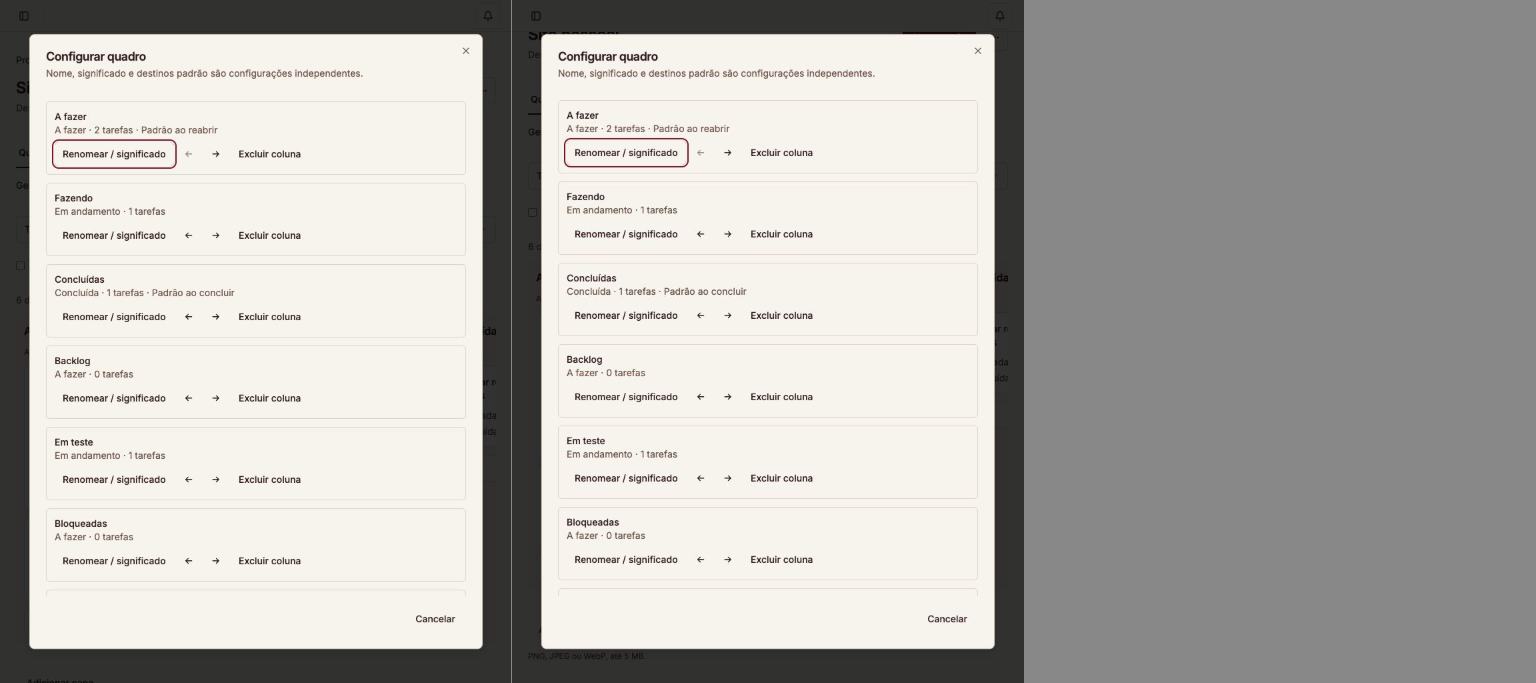 Configurar quadro
Nome, significado e destinos padrão são configurações independentes.
A fazer
A fazer · 2 tarefas · Padrão ao reabrir
Renomear / significado ← → Excluir coluna
Fazendo
Em andamento · 1 tarefas
Renomear / significado ← → Excluir coluna
Concluídas
Concluída · 1 tarefas · Padrão ao concluir
Renomear / significado ← → Excluir coluna
Backlog
A fazer · 0 tarefas
Renomear / significado ← → Excluir coluna
Em teste
Em andamento · 1 tarefas
Renomear / significado ← → Excluir coluna
Bloqueadas
A fazer · 0 tarefas
Renomear / significado ← → Excluir coluna
Cancelar
Configurar quadro
Nome, significado e destinos padrão são configurações independentes.
A fazer
A fazer · 2 tarefas · Padrão ao reabrir
Renomear / significado ← → Excluir coluna
Fazendo
Em andamento · 1 tarefas
Renomear / significado ← → Excluir coluna
Concluídas
Concluída · 1 tarefas · Padrão ao concluir
Renomear / significado ← → Excluir coluna
Backlog
A fazer · 0 tarefas
Renomear / significado ← → Excluir coluna
Em teste
Em andamento · 1 tarefas
Renomear / significado ← → Excluir coluna
Bloqueadas
A fazer · 0 tarefas
Renomear / significado ← → Excluir coluna
Cancelar
PNG, JPEG ou WebP, até 5 MB.